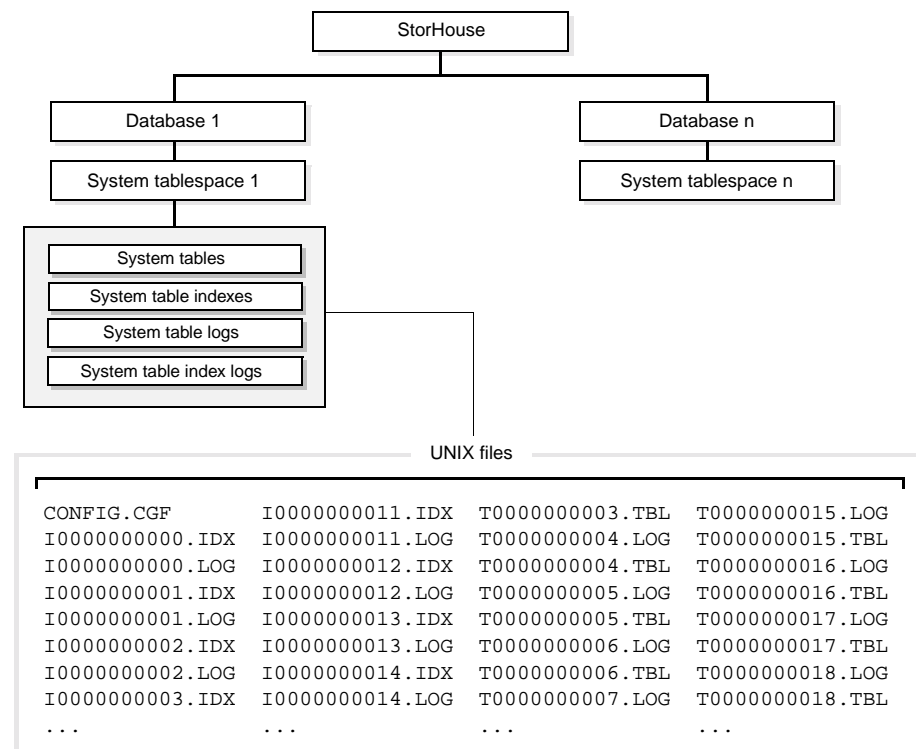 StorHouse
Database 1
Database n
System tablespace 1
System tablespace n
System tables
System table indexes
System table logs
System table index logs
UNIX files
CONFIG.CGF I0000000011.IDX T0000000003.TBL T0000000015.LOG
I0000000000.IDX I0000000011.LOG T0000000004.LOG T0000000015.TBL
I0000000000.LOG I0000000012.IDX T0000000004.TBL T0000000016.LOG
I0000000001.IDX I0000000012.LOG T0000000005.LOG T0000000016.TBL
I0000000001.LOG I0000000013.IDX T0000000005.TBL T0000000017.LOG
I0000000002.IDX I0000000013.LOG T0000000006.LOG T0000000017.TBL
I0000000002.LOG I0000000014.IDX T0000000006.TBL T0000000018.LOG
I0000000003.IDX I0000000014.LOG T0000000007.LOG T0000000018.TBL
... ... ... ...